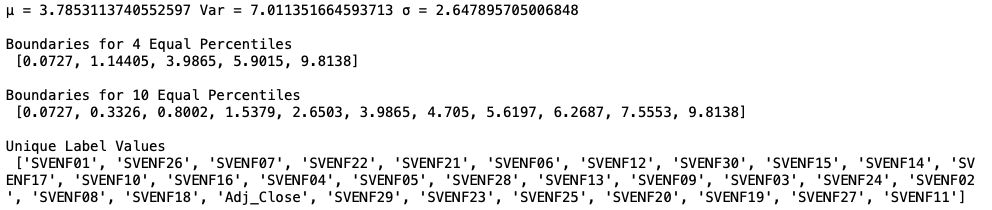 μ = 3.7853113740552597 Var = 7.011351664593713 σ = 2.647895705006848
Boundaries for 4 Equal Percentiles
[0.0727, 1.14405, 3.9865, 5.9015, 9.8138]
Boundaries for 10 Equal Percentiles
[0.0727, 0.3326, 0.8002, 1.5379, 2.6503, 3.9865, 4.705, 5.6197, 6.2687, 7.5553, 9.8138]
Unique Label Values
['SVENF01', 'SVENF26', 'SVENF07', 'SVENF22', 'SVENF21', 'SVENF06', 'SVENF12', 'SVENF30', 'SVENF15', 'SVENF14', 'SV
ENF17', 'SVENF10', 'SVENF16', 'SVENF04', 'SVENF05', 'SVENF28', 'SVENF13', 'SVENF09', 'SVENF03', 'SVENF24', 'SVENF02
', 'SVENF08', 'SVENF18', 'Adj_Close', 'SVENF29', 'SVENF23', 'SVENF25', 'SVENF20', 'SVENF19', 'SVENF27', 'SVENF11']